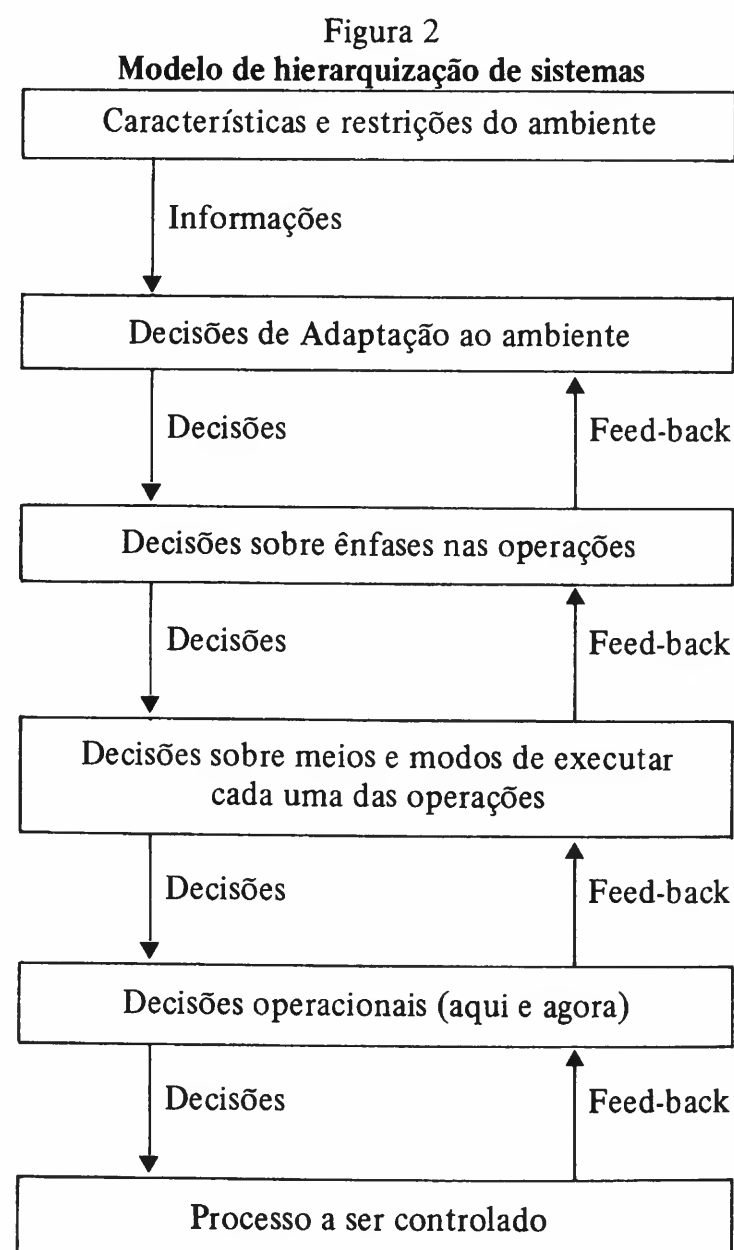 Figura 2
Modelo de hierarquização de sistemas
Características e restrições do ambiente
Informações
Decisões de Adaptação ao ambiente
Decisões
Feed-back
Decisões sobre ênfases nas operações
Decisões
Feed-back
Decisões sobre meios e modos de executar
cada uma das operações
Decisões
Feed-back
Decisões operacionais (aqui e agora)
Decisões
Feed-back
Processo a ser controlado